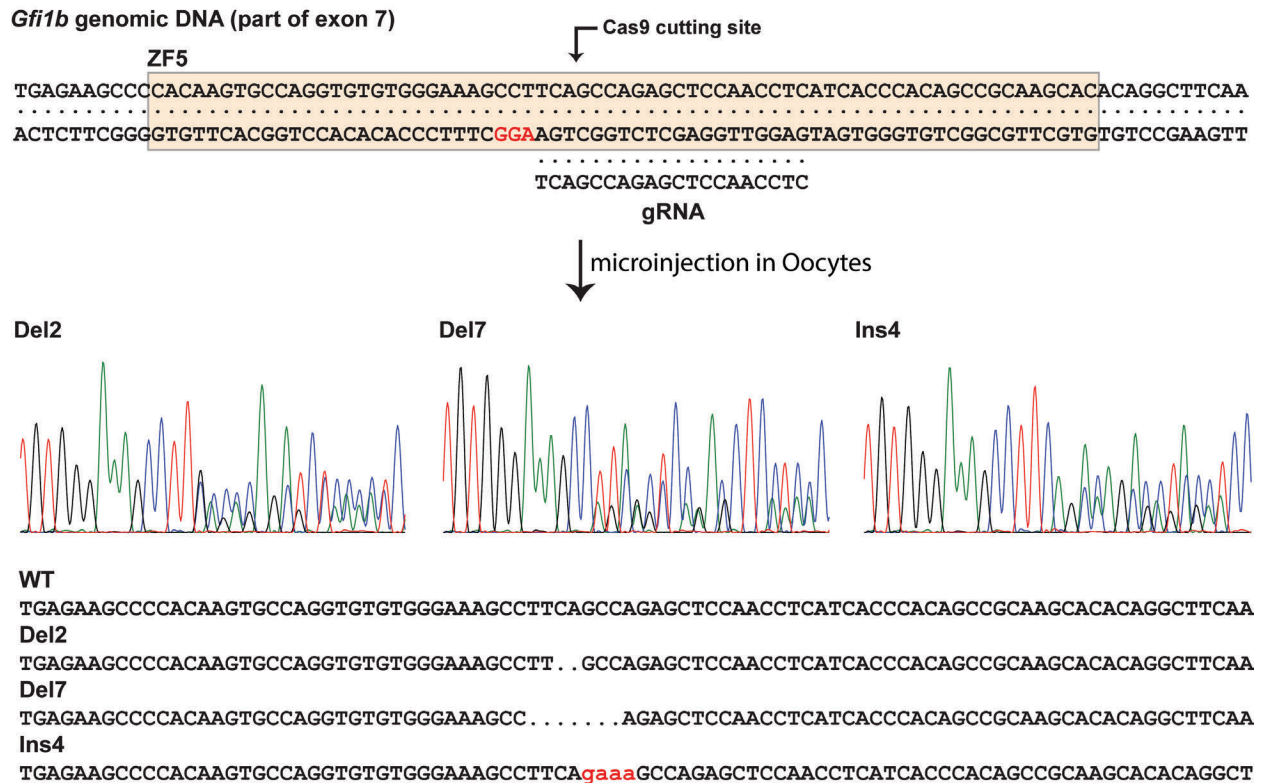 Gfi1b genomic DNA (part of exon 7)
Cas9 cutting site
ZF5
TGAGAAGCCCCACAAGTGCCAGGTGTGTGGGAAAGCCTTCAGCCAGAGCTCCAACCTCATCACCCACAGCCGCAAGCACACAGGCTTCAA
ACTCTTCGGGGTGTTCACGGTCCACACACCCTTTCGGAAGTCGGTCTCGAGGTTGGAGTAGTGGGTGTCGGCGTTCGTGTGTCCGAAGTT
TCAGCCAGAGCTCCAACCTC
gRNA
microinjection in Oocytes
Del2 Del7 Ins4
WT
TGAGAAGCCCCACAAGTGCCAGGTGTGTGGGAAAGCCTTCAGCCAGAGCTCCAACCTCATCACCCACAGCCGCAAGCACACAGGCTTCAA
Del2
TGAGAAGCCCCACAAGTGCCAGGTGTGTGGGAAAGCCTT..GCCAGAGCTCCAACCTCATCACCCACAGCCGCAAGCACACAGGCTTCAA
Del7
TGAGAAGCCCCACAAGTGCCAGGTGTGTGGGAAAGCC.......AGAGCTCCAACCTCATCACCCACAGCCGCAAGCACACAGGCTTCAA
Ins4
TGAGAAGCCCCACAAGTGCCAGGTGTGTGGGAAAGCCTTCAgaaaGCCAGAGCTCCAACCTCATCACCCACAGCCGCAAGCACACAGGCT